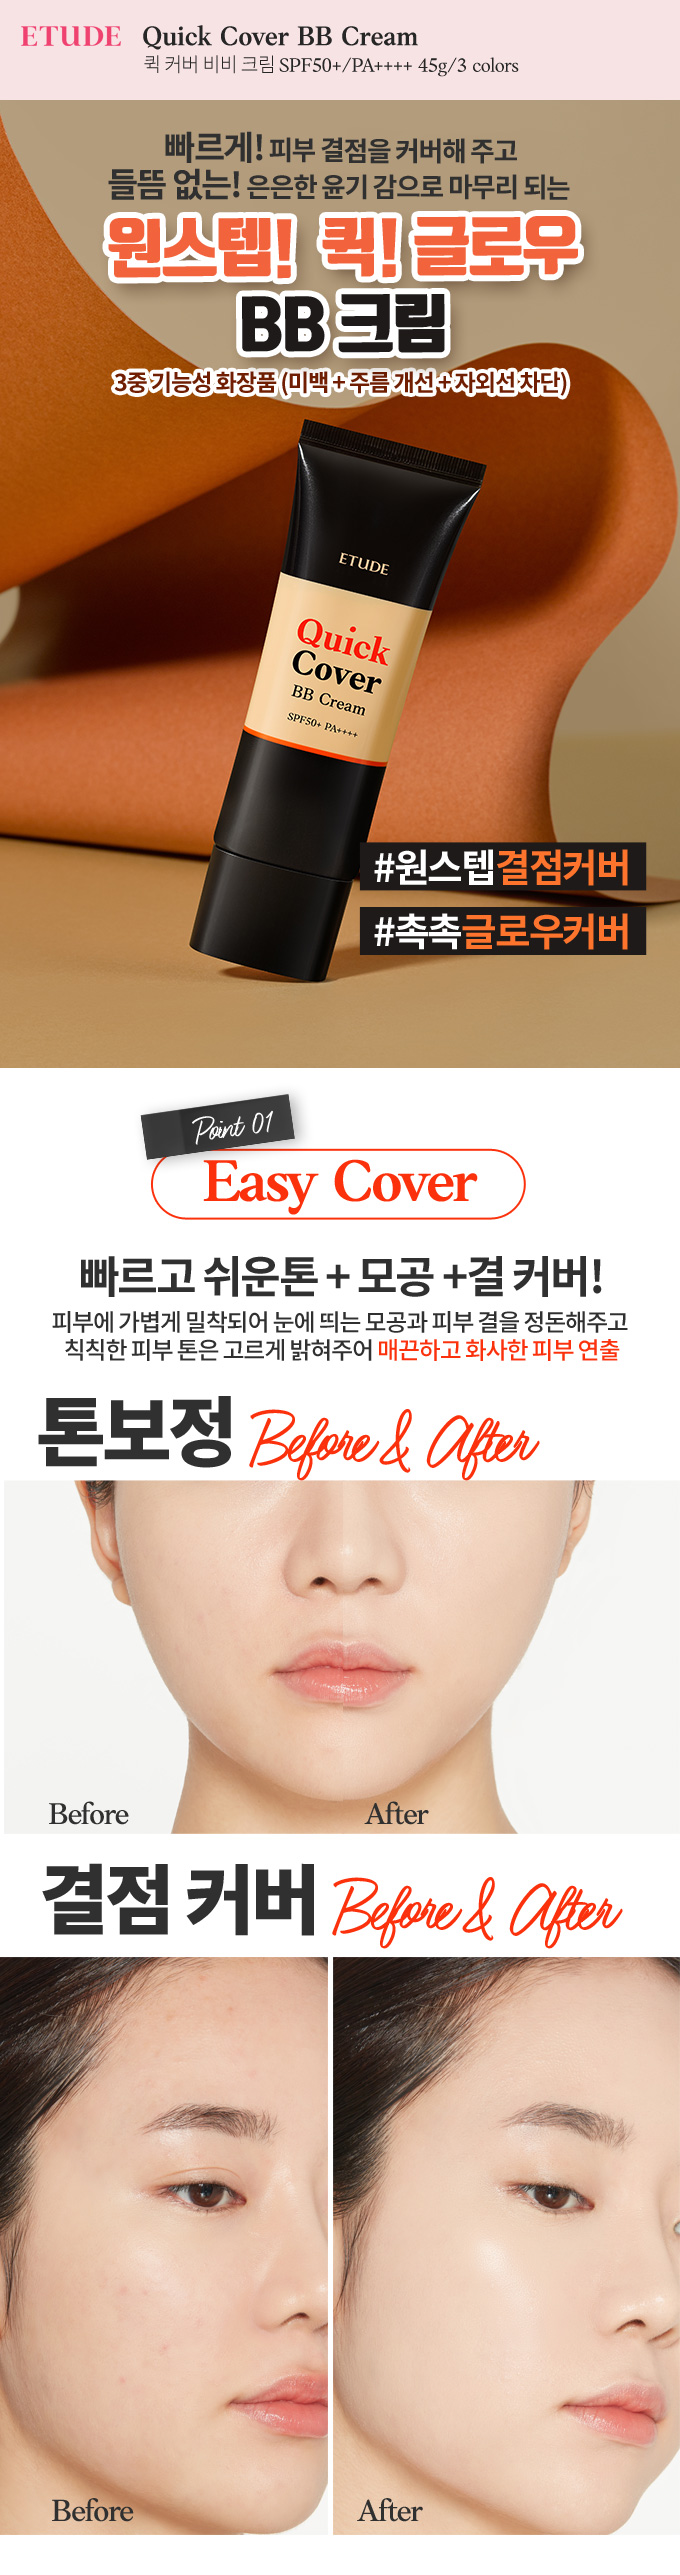 ETUDE Quick Cover BB Cream
퀵 커버 비비 크림 SPF50+/PA++++ 45g/3 colors
빠르게! 피부 결점을 커버해 주고
들뜸 없는! 은은한 윤기 감으로 마무리 되는
원스텝! 퀵! 글로우
BB 크림
3중 기능성 화장품 (미백 + 주름 개선 + 자외선 차단)
ETUDE
Quick
Cover
BB Cream
SPF50+ PA++++
#원스텝결점커버
#촉촉글로우커버
Point 01
Easy Cover
빠르고 쉬운톤 + 모공 +결 커버!
피부에 가볍게 밀착되어 눈에 띄는 모공과 피부 결을 정돈해주고
칙칙한 피부 톤은 고르게 밝혀주어 매끈하고 화사한 피부 연출
톤보정 Before & After
Before After
결점 커버 Before & After
Before After